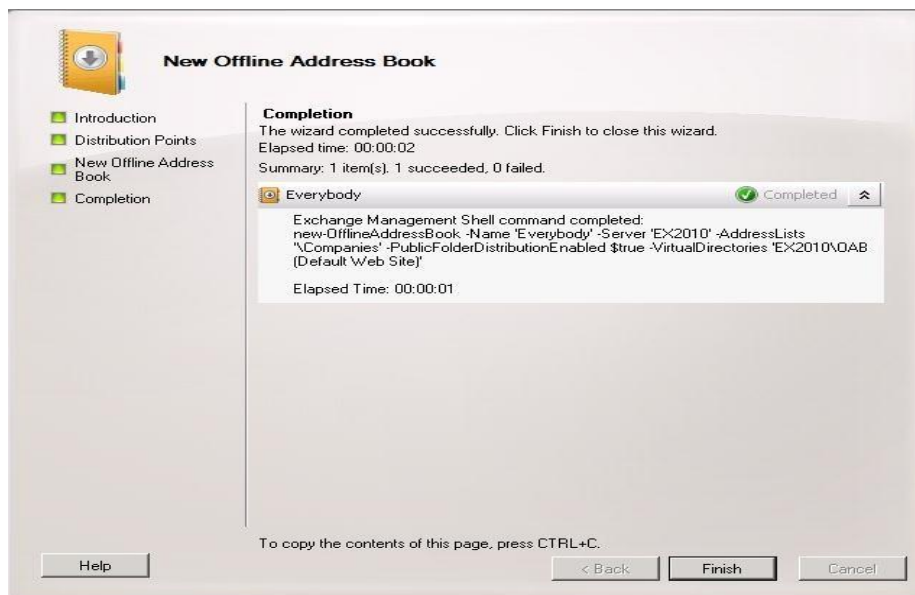 New Offline Address Book
Introduction
Distribution Points
New Offline Address
Book
Completion
Completion
The wizard completed successfully. Click Finish to close this wizard.
Elapsed time: 00:00:02
Summary: 1 item(s). 1 succeeded, 0 failed.
Everybody
Completed
Exchange Management Shell command completed:
new-OfflineAddressBook -Name 'Everybody' -Server 'EX2010' -AddressLists
'\Companies' -PublicFolderDistributionEnabled $true -VirtualDirectories 'EX2010\OAB
(Default Web Site)'
Elapsed Time: 00:00:01
To copy the contents of this page, press CTRL+C.
Help
< Back
Finish
Cancel